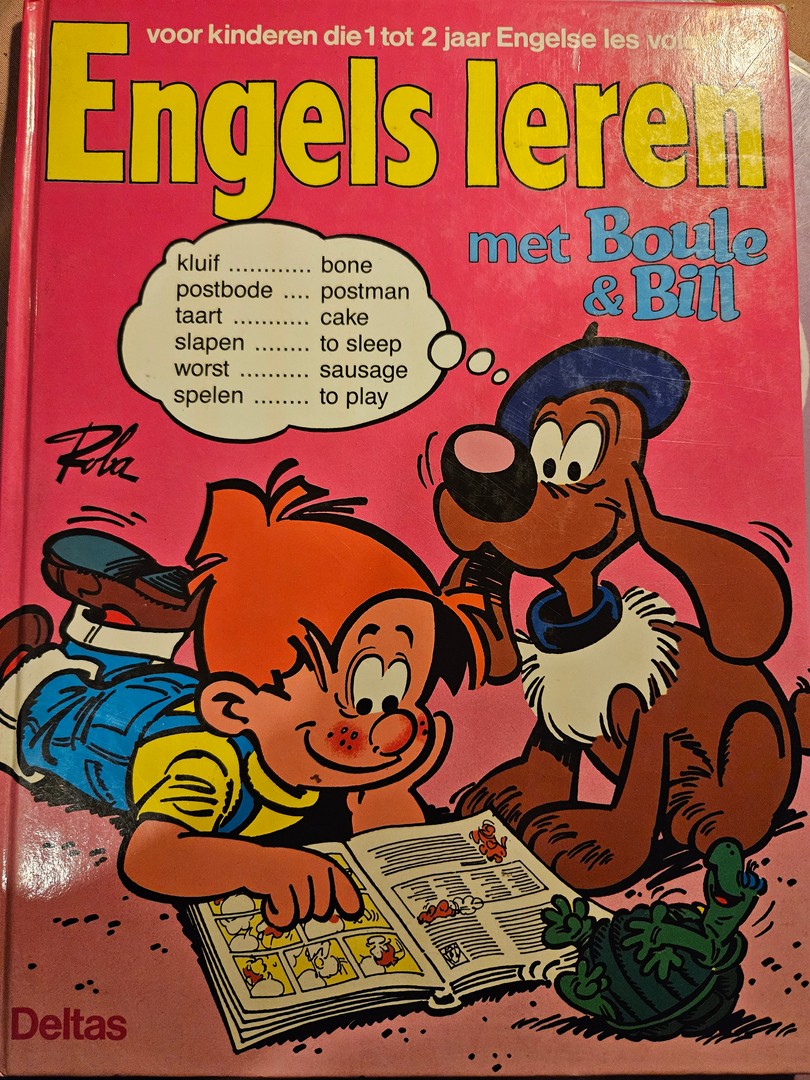 voor kinderen die 1 tot 2 jaar Engelse les
Engels leren
met Boule
& Bill
kluif ............ bone
postbode .... postman
taart ........... cake
slapen ........ to sleep
worst .......... sausage
spelen ........ to play
Roba
Deltas